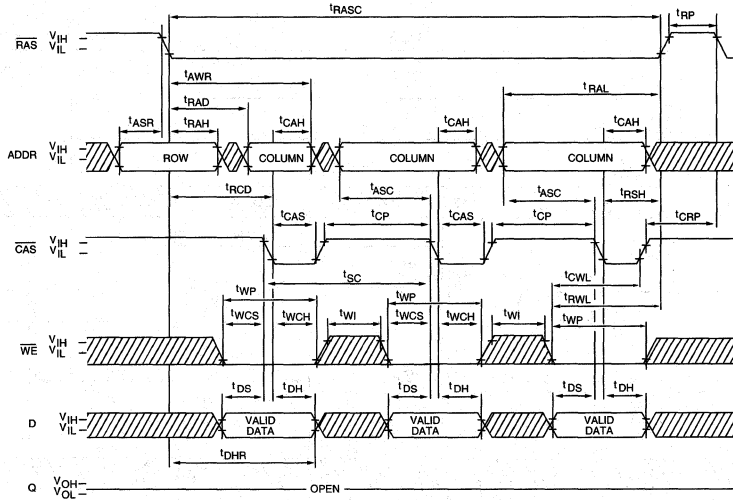 tRASC
tRP
RAS VIH
VIL
tAWR
tRAD
tRAL
tASR tRAH tCAH tCAH tCAH
ADDR VIH
VIL
ROW COLUMN COLUMN COLUMN
tRCD tASC tASC tRSH
tCAS tCP tCAS tCP tCRP
CAS VIH
VIL
tSC tCWL
tWP tWP tRWL
tWCS tWCH tWI tWCS tWCH tWI tWP
WE VIH
VIL
tDS tDH tDS tDH tDS tDH
D VIH
VIL
VALID DATA VALID DATA VALID DATA
tDHR
Q VOH
VOL
OPEN